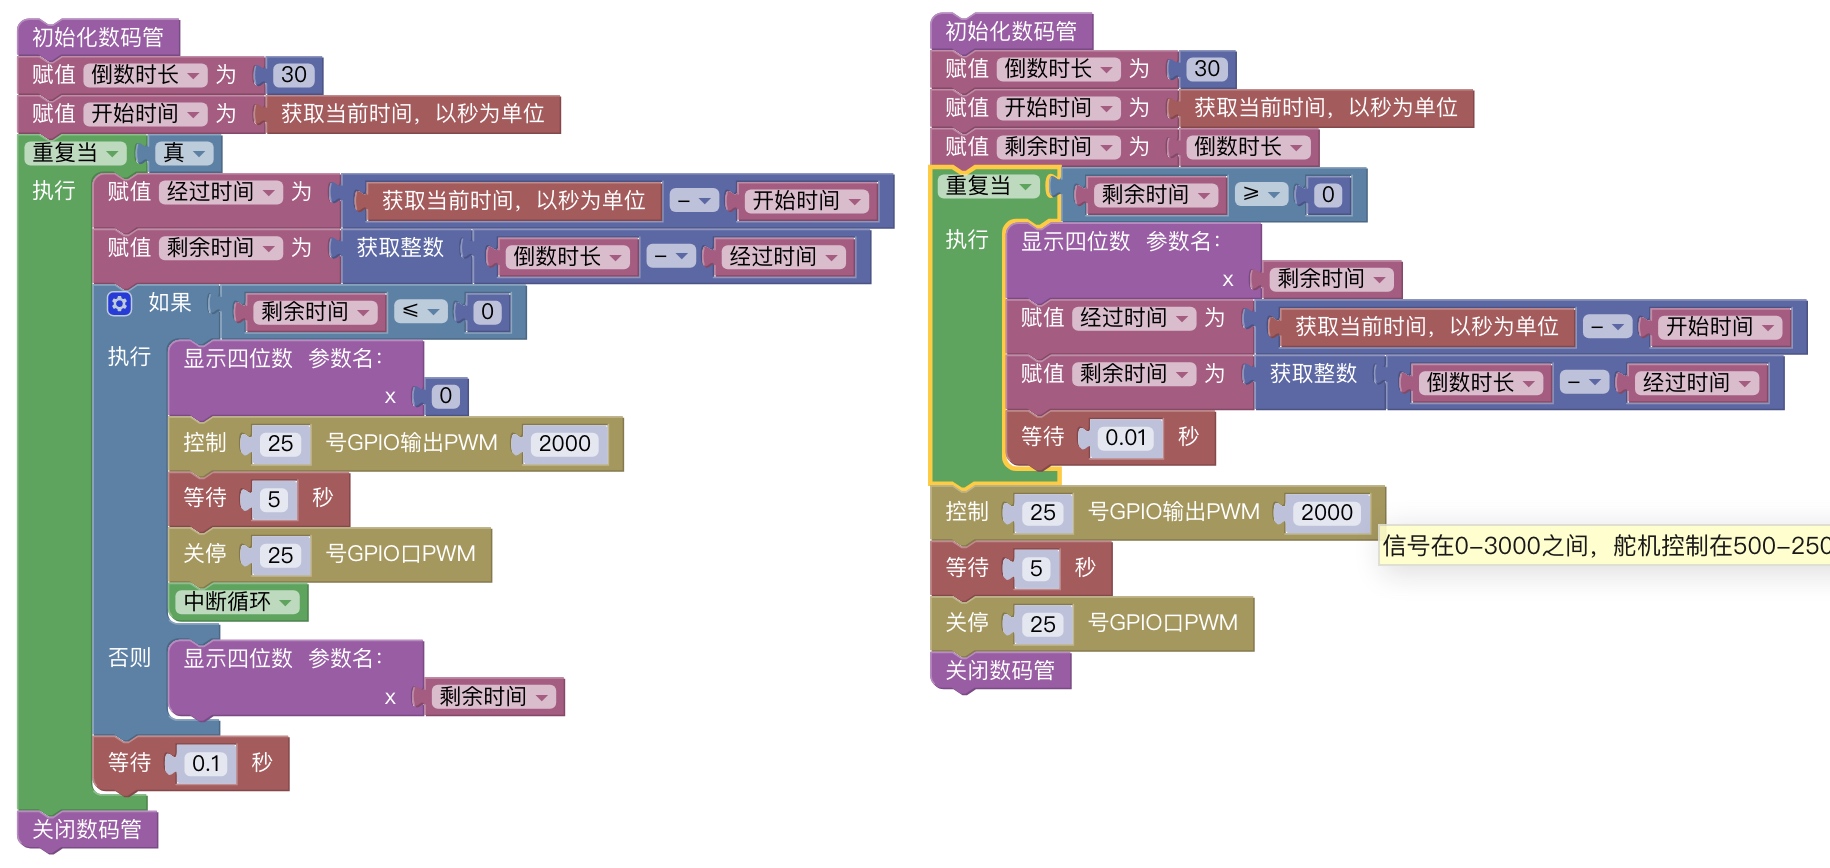 初始化数码管
赋值 倒数时长 为 30
赋值 开始时间 为 获取当前时间，以秒为单位
重复当 真
执行 赋值 经过时间 为 获取当前时间，以秒为单位 - 开始时间
赋值 剩余时间 为 获取整数 倒数时长 - 经过时间
如果 剩余时间 ≤ 0
执行 显示四位数 参数名：
x 0
控制 25 号GPIO输出PWM 2000
等待 5 秒
关停 25 号GPIO口PWM
中断循环
否则 显示四位数 参数名：
x 剩余时间
等待 0.1 秒
关闭数码管
初始化数码管
赋值 倒数时长 为 30
赋值 开始时间 为 获取当前时间，以秒为单位
赋值 剩余时间 为 倒数时长
重复当 剩余时间 ≥ 0
执行 显示四位数 参数名：
x 剩余时间
赋值 经过时间 为 获取当前时间，以秒为单位 - 开始时间
赋值 剩余时间 为 获取整数 倒数时长 - 经过时间
等待 0.01 秒
控制 25 号GPIO输出PWM 2000
信号在0-3000之间，舵机控制在500-250
等待 5 秒
关停 25 号GPIO口PWM
关闭数码管